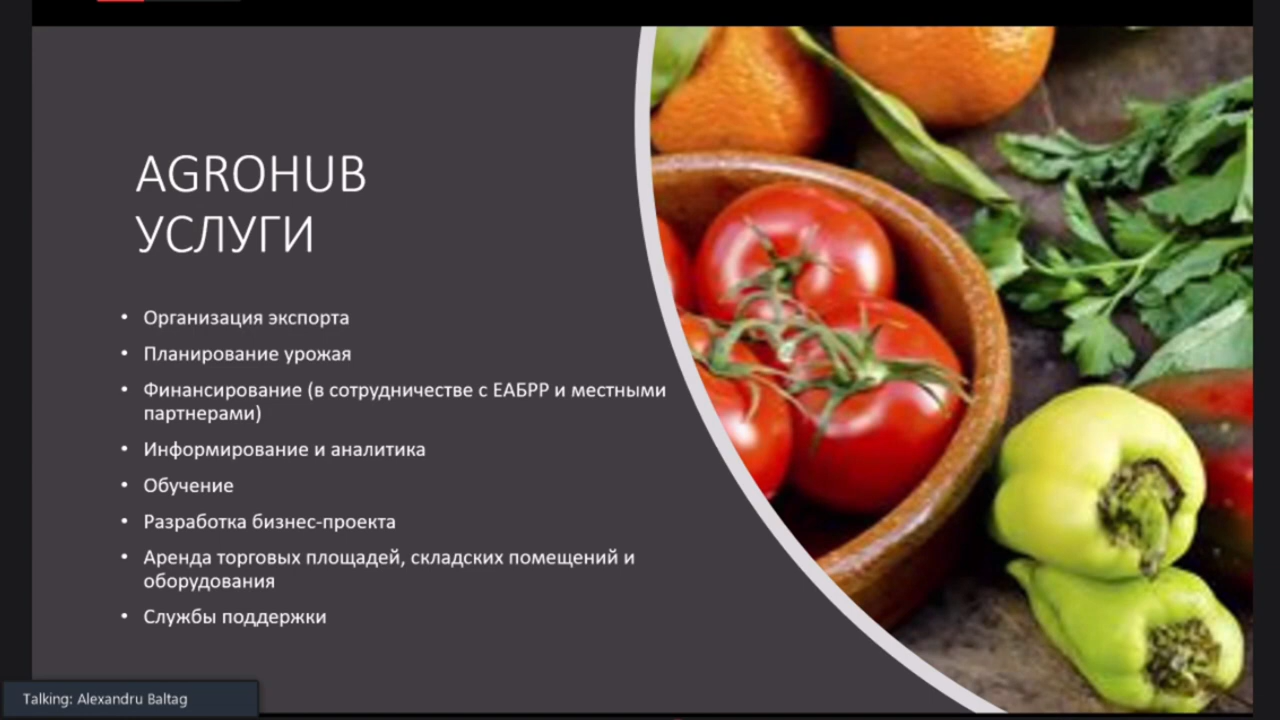 AGROHUB
УСЛУГИ
• Организация экспорта
• Планирование урожая
• Финансирование (в сотрудничестве с ЕАБРР и местными
партнерами)
• Информирование и аналитика
• Обучение
• Разработка бизнес-проекта
• Аренда торговых площадей, складских помещений и
оборудования
• Службы поддержки
Talking: Alexandru Baltag